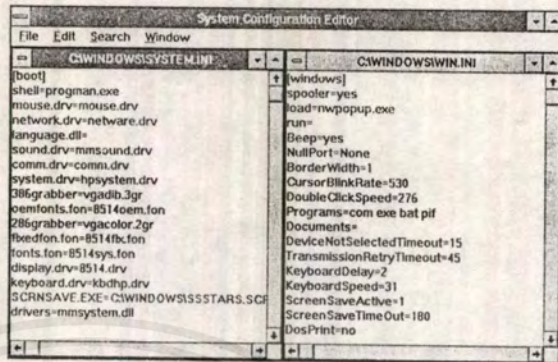 System Configuration Editor
File Edit Search Window
C:\WINDOWS\SYSTEM.INI
[boot]
shell=progman.exe
mouse.drv=mouse.drv
network.drv=netware.drv
language.dll=
sound.drv=mmsound.drv
comm.drv=comm.drv
system.drv=hpsystem.drv
386grabber=vgadib.3gr
oemfonts.fon=8514oem.fon
286grabber=vgacolor.2gr
fixedfon.fon=8514fix.fon
fonts.fon=8514sys.fon
display.drv=8514.drv
keyboard.drv=kbdhp.drv
SCRNSAVE.EXE=C:\WINDOWS\SSSTARS.SCR
drivers=mmsystem.dll
C:\WINDOWS\WIN.INI
[windows]
spooler=yes
load=nwpopup.exe
run=
Beep=yes
NullPort=None
BorderWidth=1
CursorBlinkRate=530
DoubleClickSpeed=276
Programs=com exe bat pif
Documents=
DeviceNotSelectedTimeout=15
TransmissionRetryTimeout=45
KeyboardDelay=2
KeyboardSpeed=31
ScreenSaveActive=1
ScreenSaveTimeOut=180
DosPrint=no